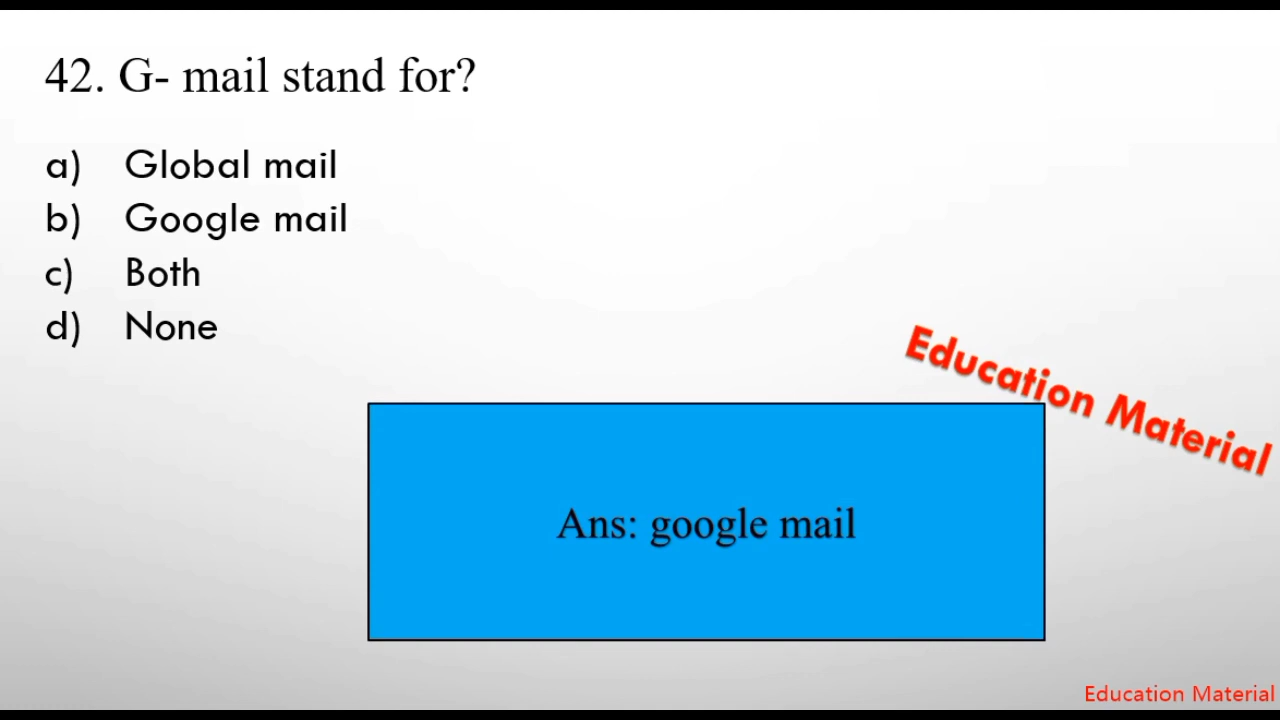 42. G- mail stand for?
a) Global mail
b) Google mail
c) Both
d) None
Education Material
Ans: google mail
Education Material